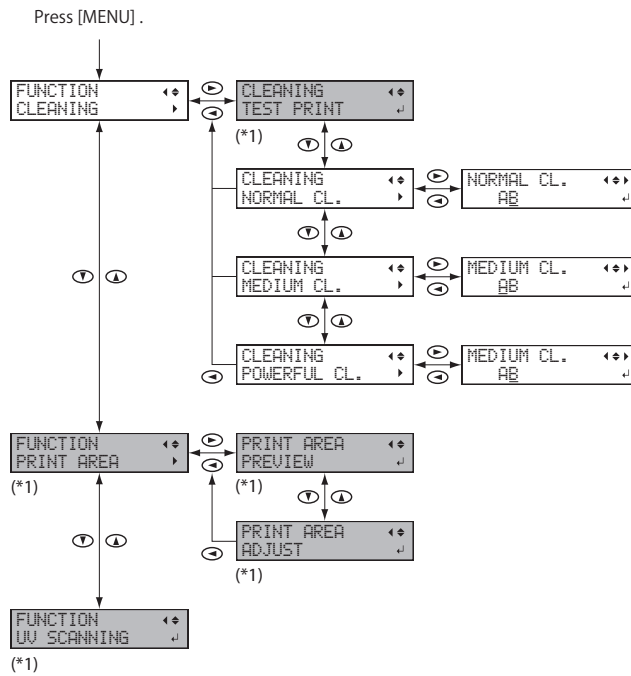 Press [MENU] .
FUNCTION
CLEANING
CLEANING
TEST PRINT
(*1)
CLEANING
NORMAL CL.
NORMAL CL.
AB
CLEANING
MEDIUM CL.
MEDIUM CL.
AB
CLEANING
POWERFUL CL.
MEDIUM CL.
AB
FUNCTION
PRINT AREA
(*1)
PRINT AREA
PREVIEW
(*1)
PRINT AREA
ADJUST
(*1)
FUNCTION
UV SCANNING
(*1)